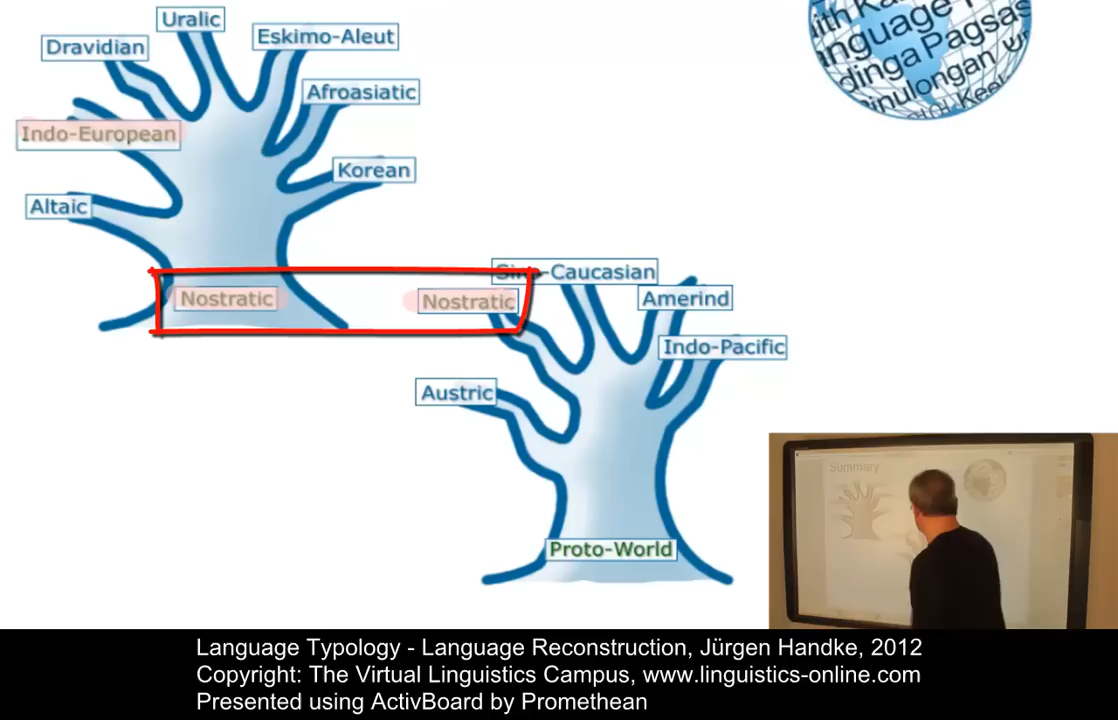 Uralic
Dravidian
Eskimo-Aleut
Afroasiatic
Indo-European
Korean
Altaic
Nostratic
Nostratic
-Caucasian
Amerind
Indo-Pacific
Austric
Proto-World
Summary
Language Typology - Language Reconstruction, Jürgen Handke, 2012
Copyright: The Virtual Linguistics Campus, www.linguistics-online.com
Presented using ActivBoard by Promethean